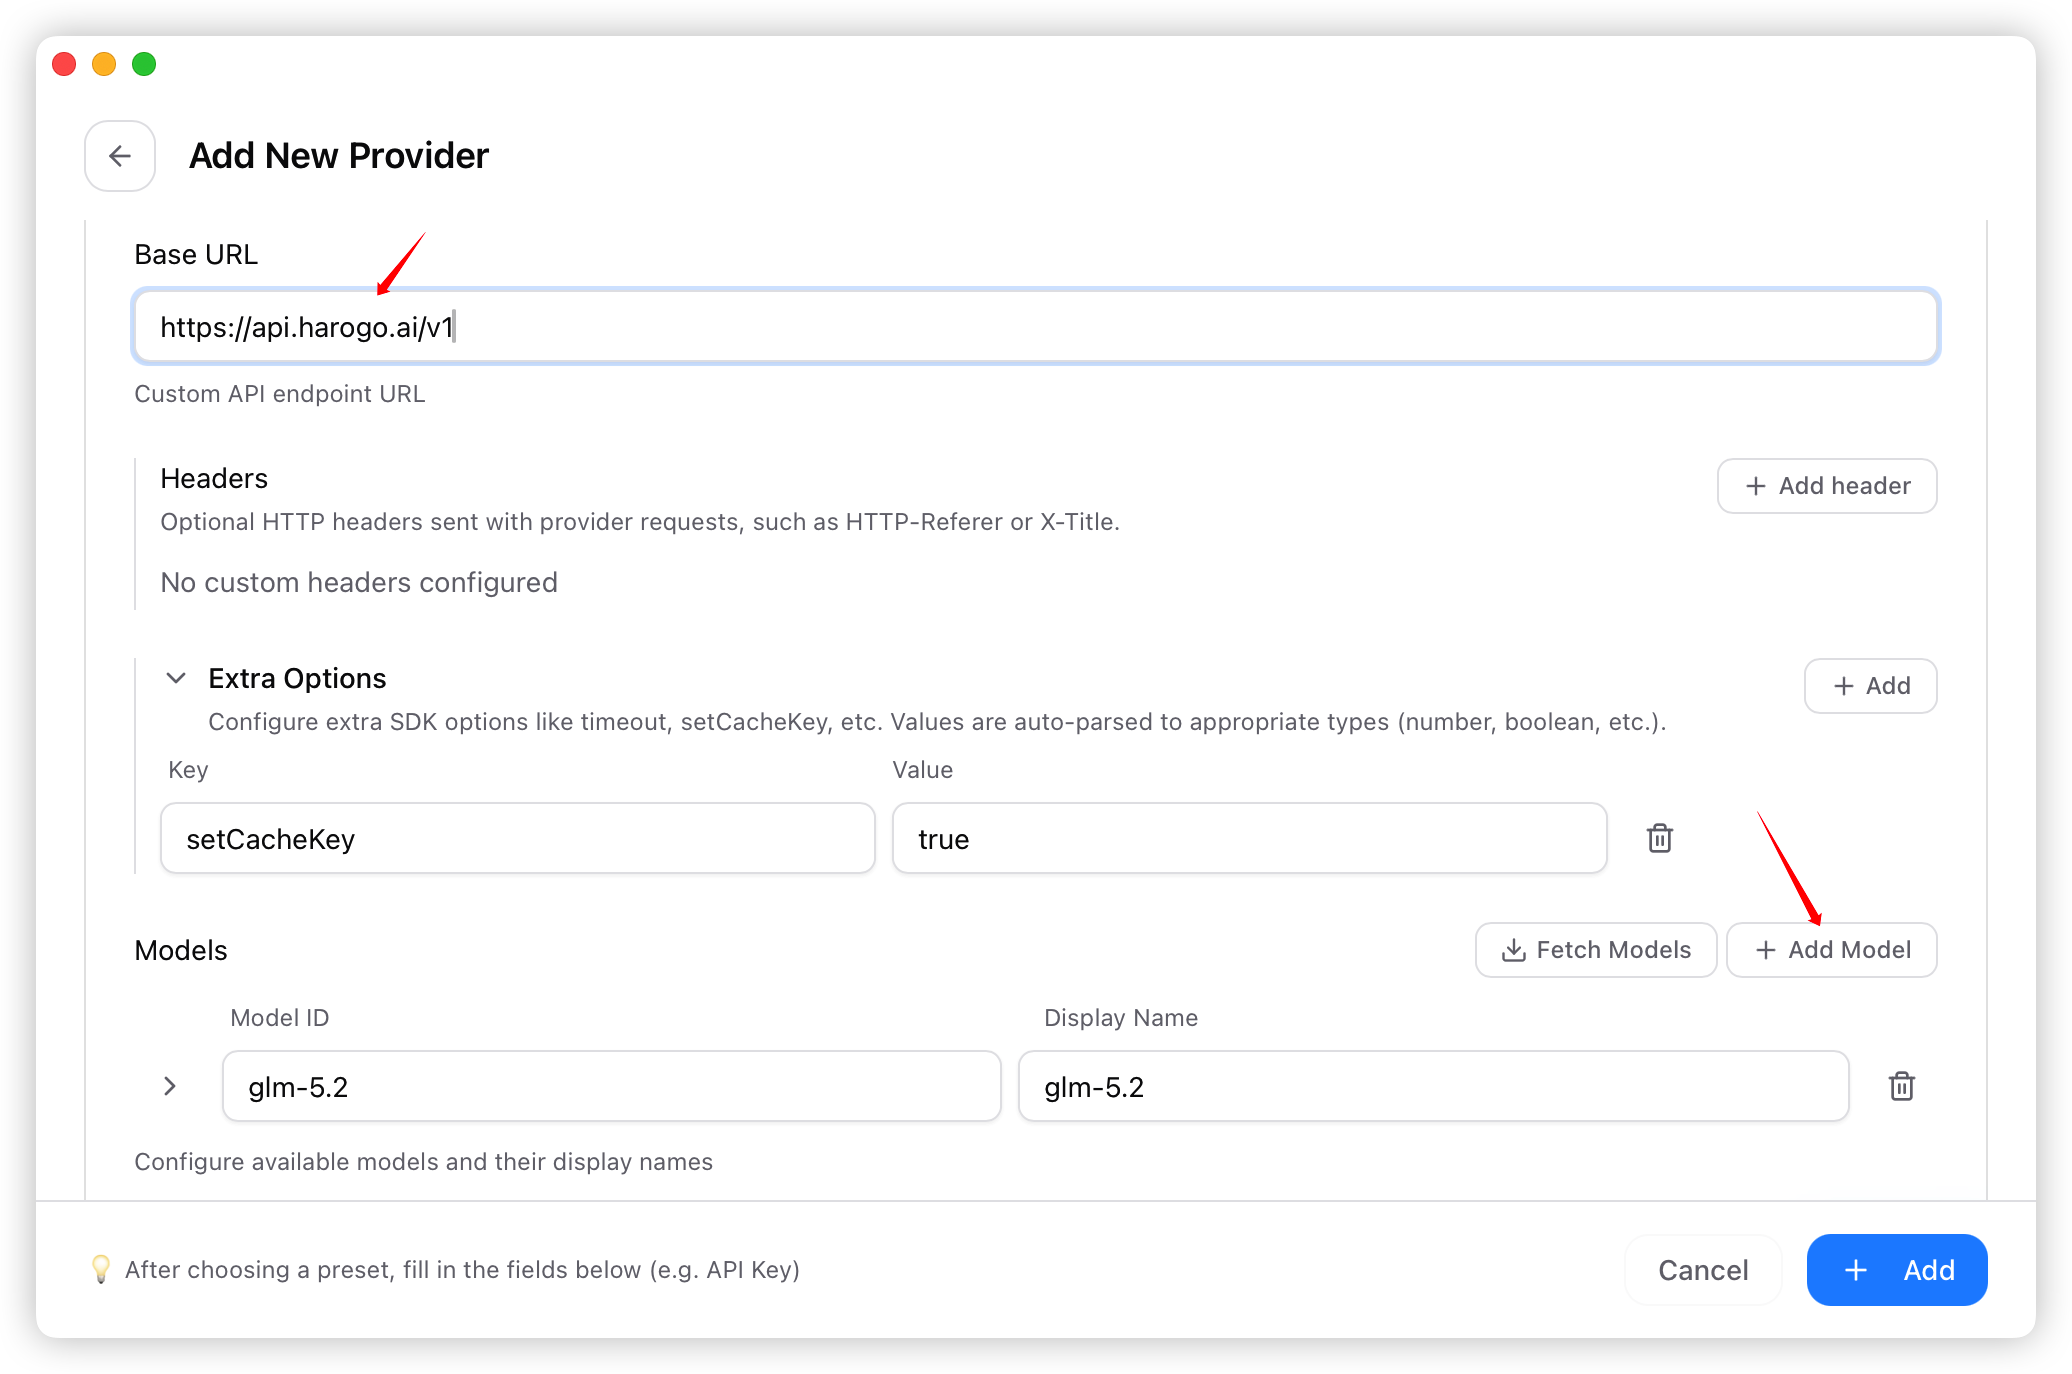 Add New Provider
Base URL
https://api.harogo.ai/v1
Custom API endpoint URL
Headers
Add header
Optional HTTP headers sent with provider requests, such as HTTP-Referer or X-Title.
No custom headers configured
Extra Options
Add
Configure extra SDK options like timeout, setCacheKey, etc. Values are auto-parsed to appropriate types (number, boolean, etc.).
Key Value
setCacheKey true
Models
Fetch Models
Add Model
Model ID Display Name
glm-5.2 glm-5.2
Configure available models and their display names
After choosing a preset, fill in the fields below (e.g. API Key)
Cancel
Add